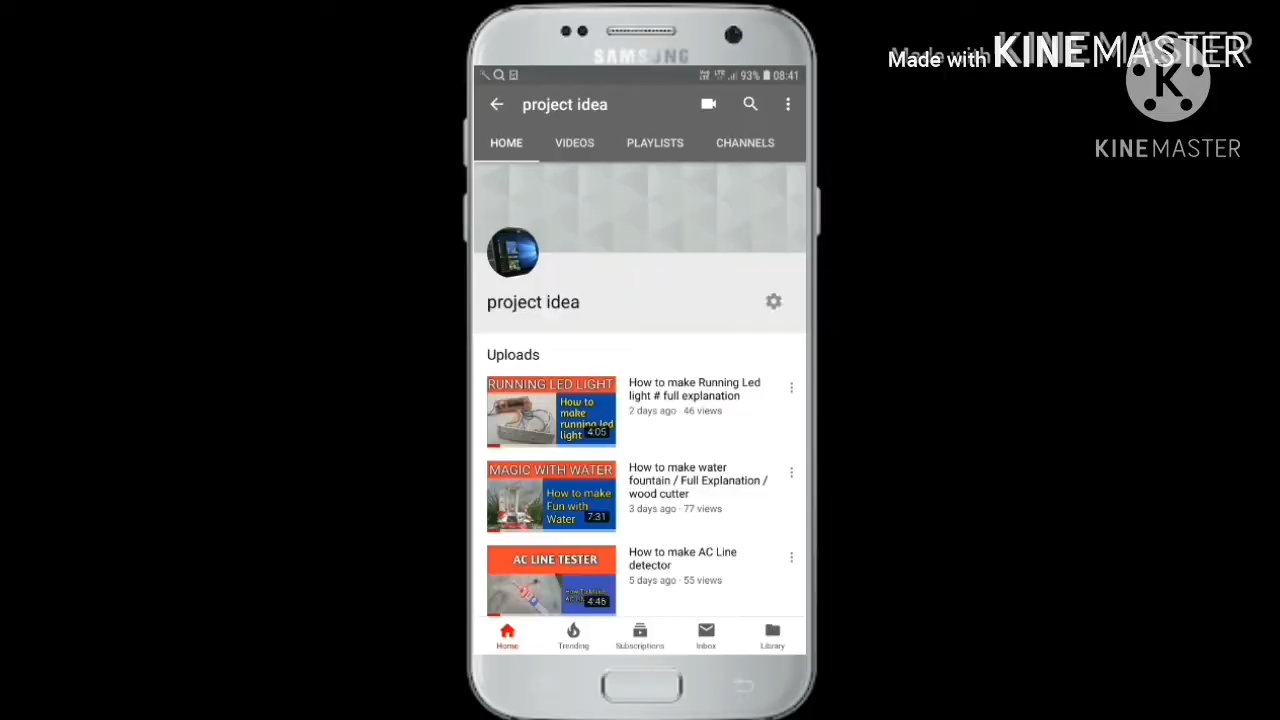 SAMSUNG
Made with KINEMASTER
K
KINEMASTER
93% 08:41
project idea
HOME VIDEOS PLAYLISTS CHANNELS
project idea
Uploads
RUNNING LED LIGHT
How to
make
running led
light
4:05
How to make Running Led
light # full explanation
2 days ago · 46 views
MAGIC WITH WATER
How to make
Fun with
Water
7:31
How to make water
fountain / Full Explanation /
wood cutter
3 days ago · 77 views
AC LINE TESTER
4:45
How to make AC Line
detector
5 days ago · 55 views
Home Trending Subscriptions Inbox Library